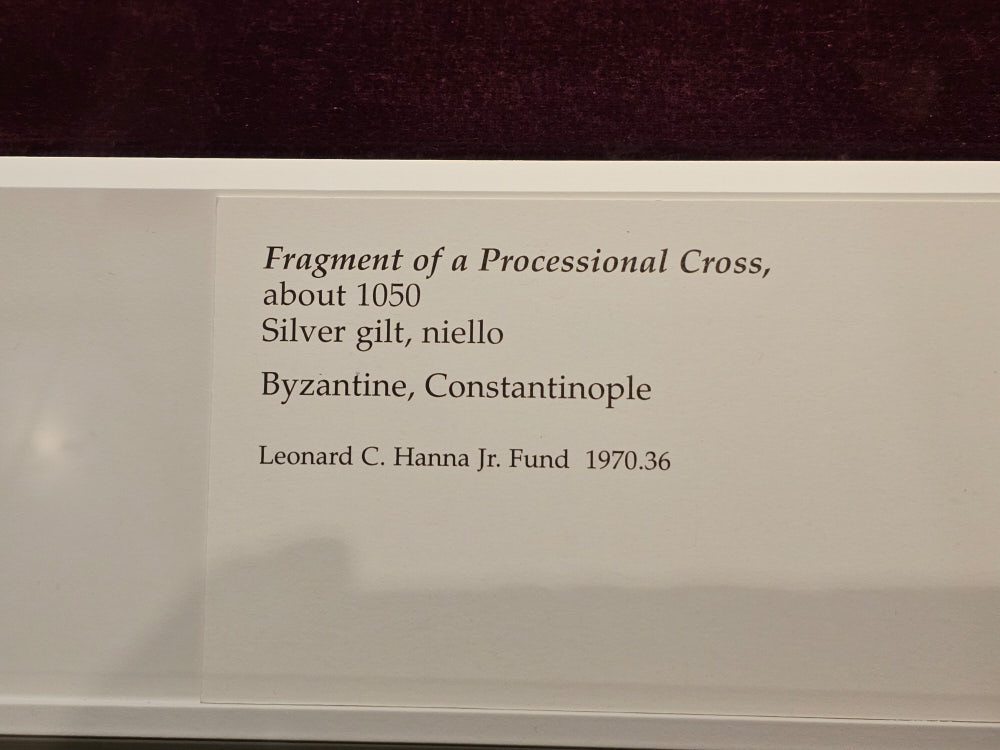 Fragment of a Processional Cross,
about 1050
Silver gilt, niello
Byzantine, Constantinople
Leonard C. Hanna Jr. Fund 1970.36